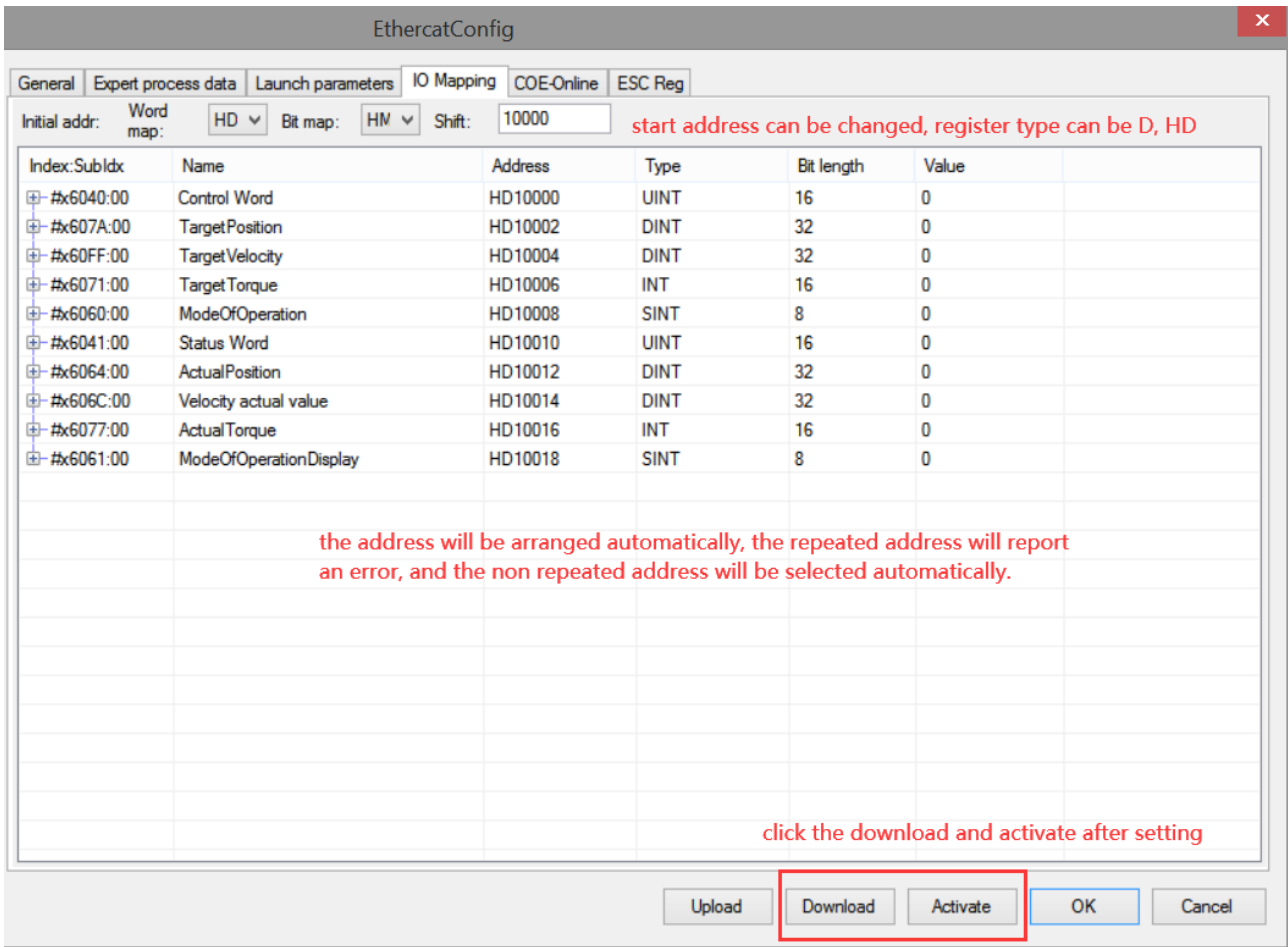 EthercatConfig
General Expert process data Launch parameters IO Mapping COE-Online ESC Reg
Initial addr: Word map: HD Bit map: HM Shift: 10000
start address can be changed, register type can be D, HD
Index:SubIdx Name Address Type Bit length Value
#x6040:00 Control Word HD10000 UINT 16 0
#x607A:00 TargetPosition HD10002 DINT 32 0
#x60FF:00 TargetVelocity HD10004 DINT 32 0
#x6071:00 TargetTorque HD10006 INT 16 0
#x6060:00 ModeOfOperation HD10008 SINT 8 0
#x6041:00 Status Word HD10010 UINT 16 0
#x6064:00 ActualPosition HD10012 DINT 32 0
#x606C:00 Velocity actual value HD10014 DINT 32 0
#x6077:00 ActualTorque HD10016 INT 16 0
#x6061:00 ModeOfOperationDisplay HD10018 SINT 8 0
the address will be arranged automatically, the repeated address will report
an error, and the non repeated address will be selected automatically.
click the download and activate after setting
Upload Download Activate OK Cancel